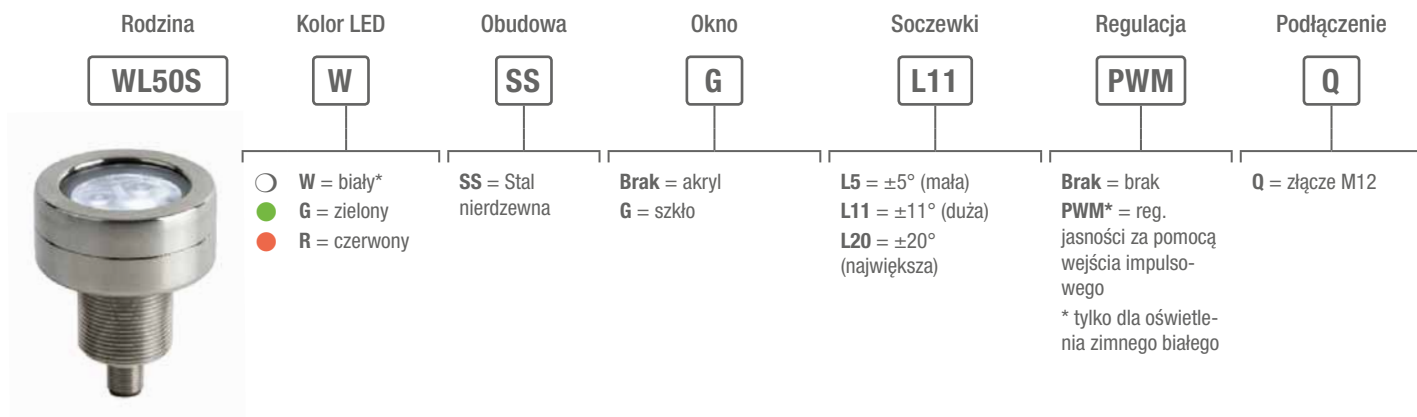 Rodzina
Kolor LED
Obudowa
Okno
Soczewki
Regulacja
Podłączenie
WL50S
W
SS
G
L11
PWM
Q
W = biały*
G = zielony
R = czerwony
SS = Stal
nierdzewna
Brak = akryl
G = szkło
L5 = ±5° (mała)
L11 = ±11° (duża)
L20 = ±20°
(największa)
Brak = brak
PWM* = reg.
jasności za pomocą
wejścia impulso-
wego
* tylko dla oświetle-
nia zimnego białego
Q = złącze M12